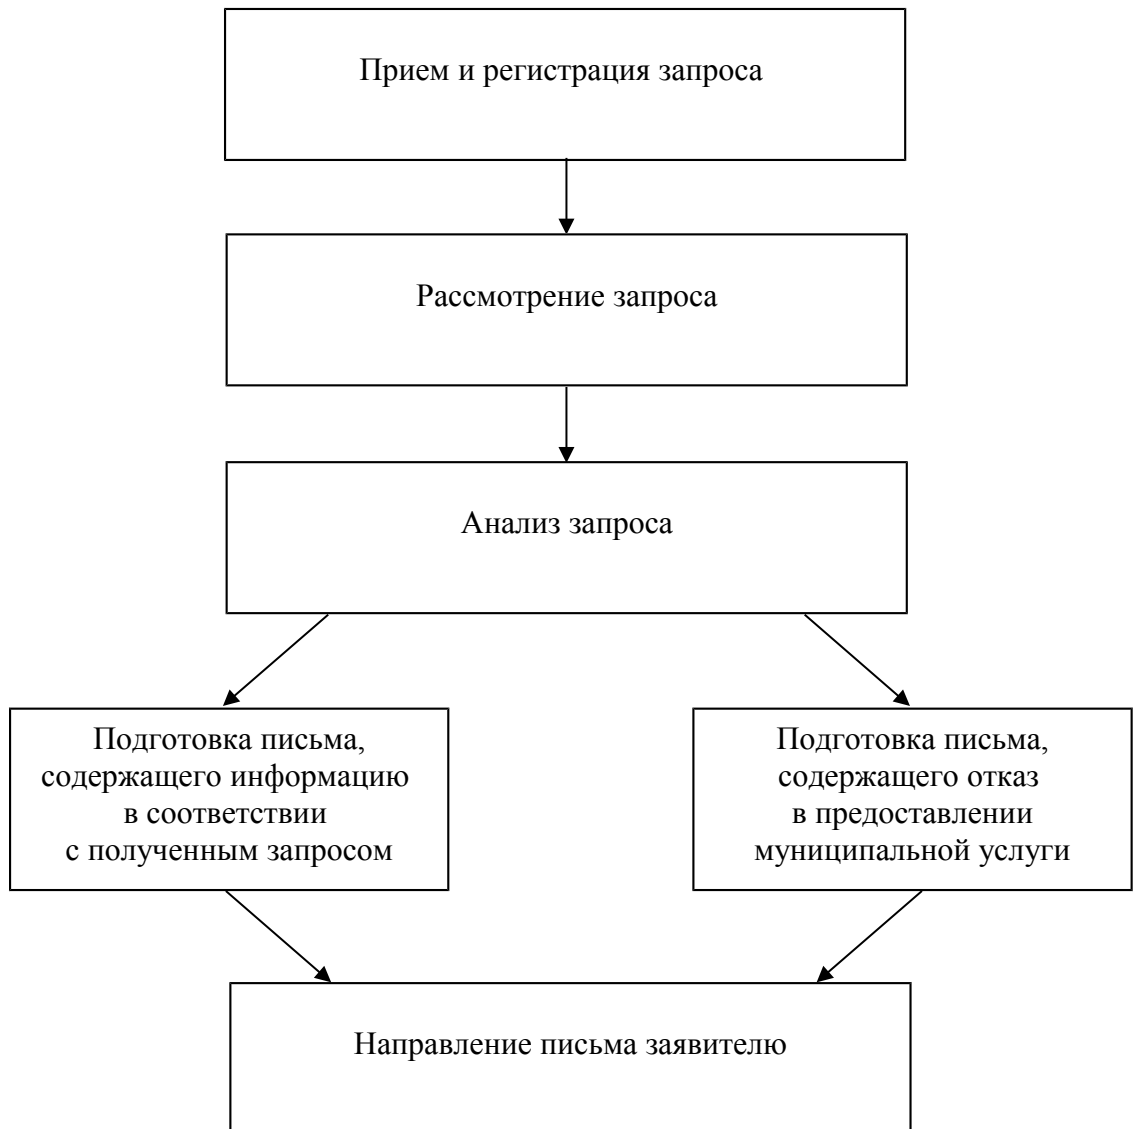 Прием и регистрация запроса
Рассмотрение запроса
Анализ запроса
Подготовка письма,
содержащего информацию
в соответствии
с полученным запросом
Подготовка письма,
содержащего отказ
в предоставлении
муниципальной услуги
Направление письма заявителю